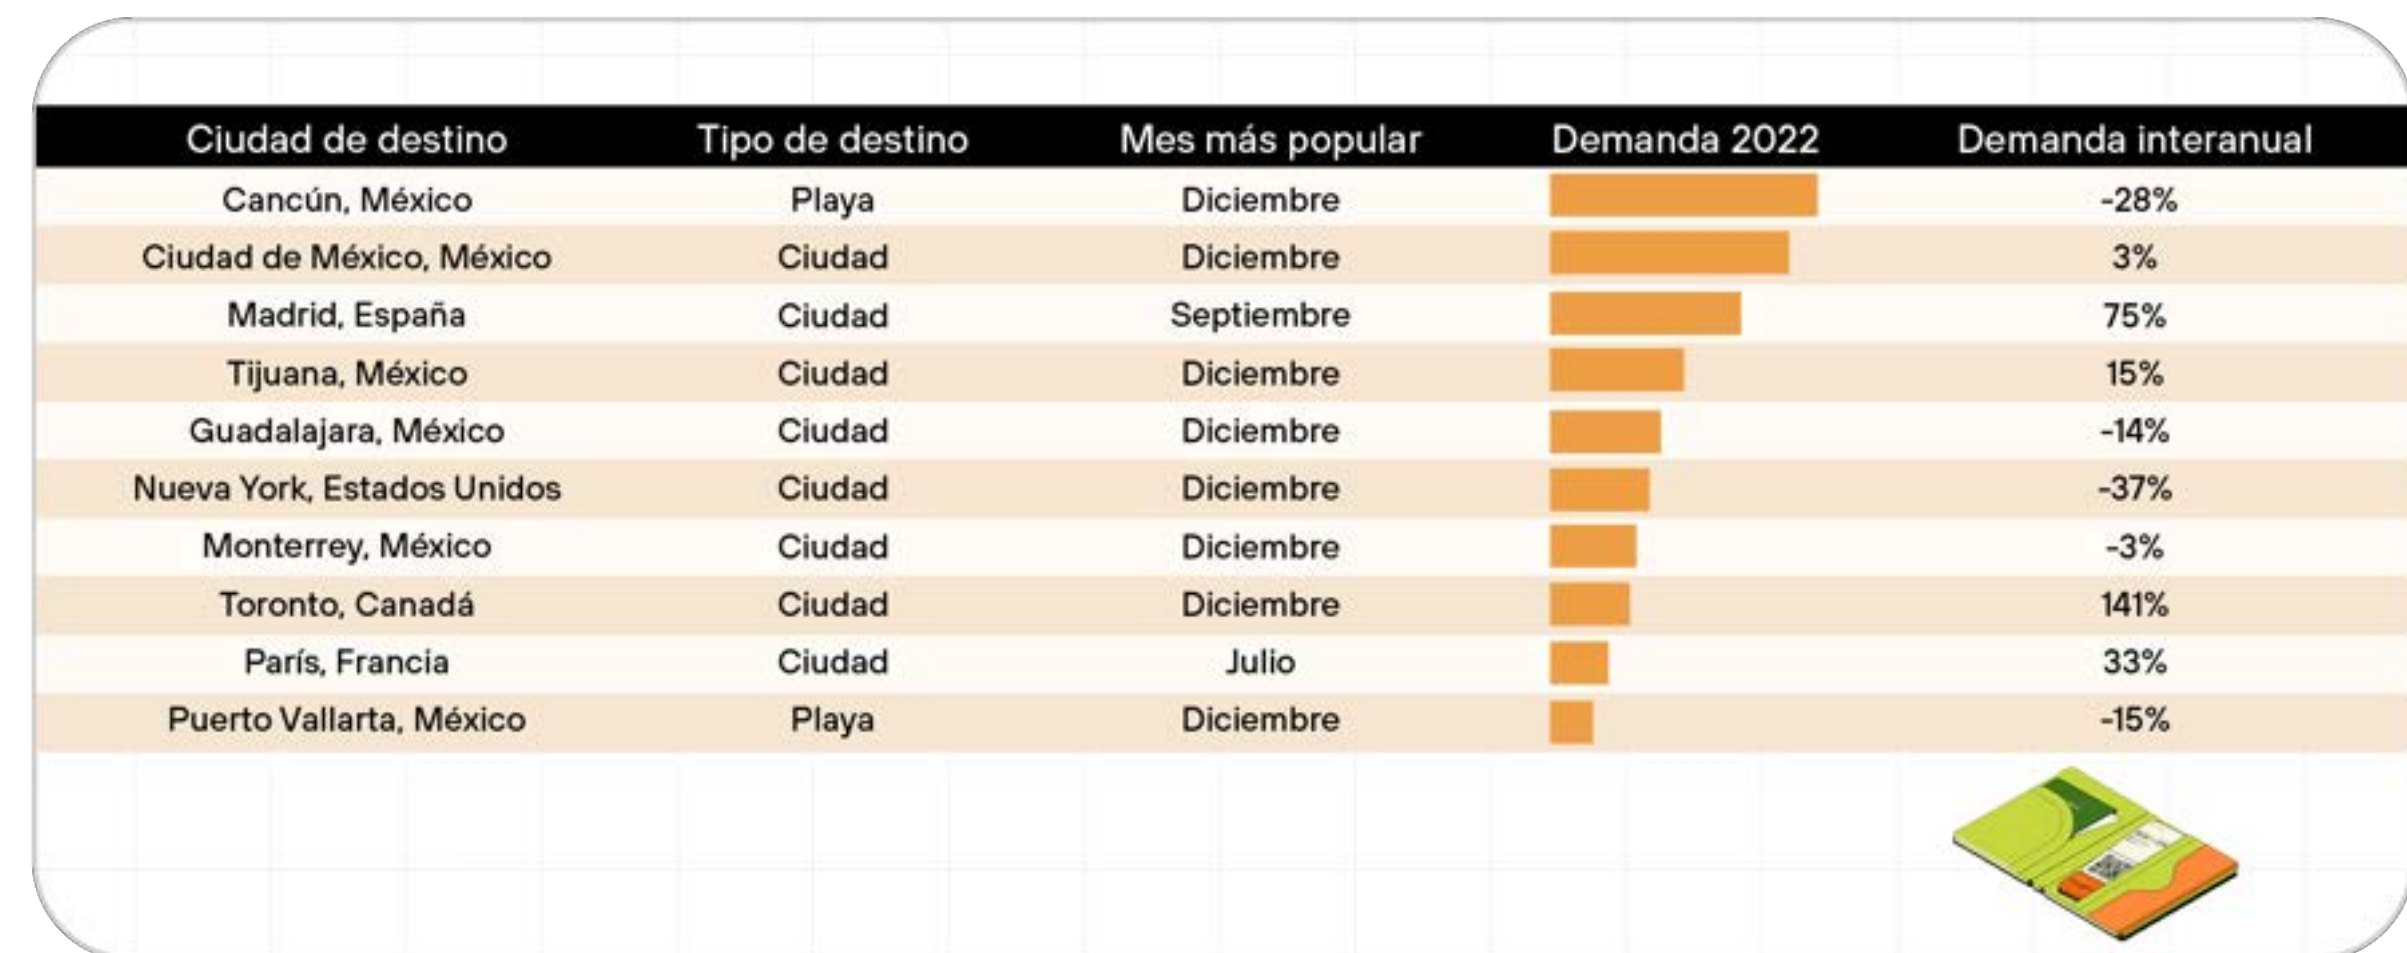 Ciudad de destino Tipo de destino Mes más popular Demanda 2022 Demanda interanual
Cancún, México Playa Diciembre -28%
Ciudad de México, México Ciudad Diciembre 3%
Madrid, España Ciudad Septiembre 75%
Tijuana, México Ciudad Diciembre 15%
Guadalajara, México Ciudad Diciembre -14%
Nueva York, Estados Unidos Ciudad Diciembre -37%
Monterrey, México Ciudad Diciembre -3%
Toronto, Canadá Ciudad Diciembre 141%
París, Francia Ciudad Julio 33%
Puerto Vallarta, México Playa Diciembre -15%